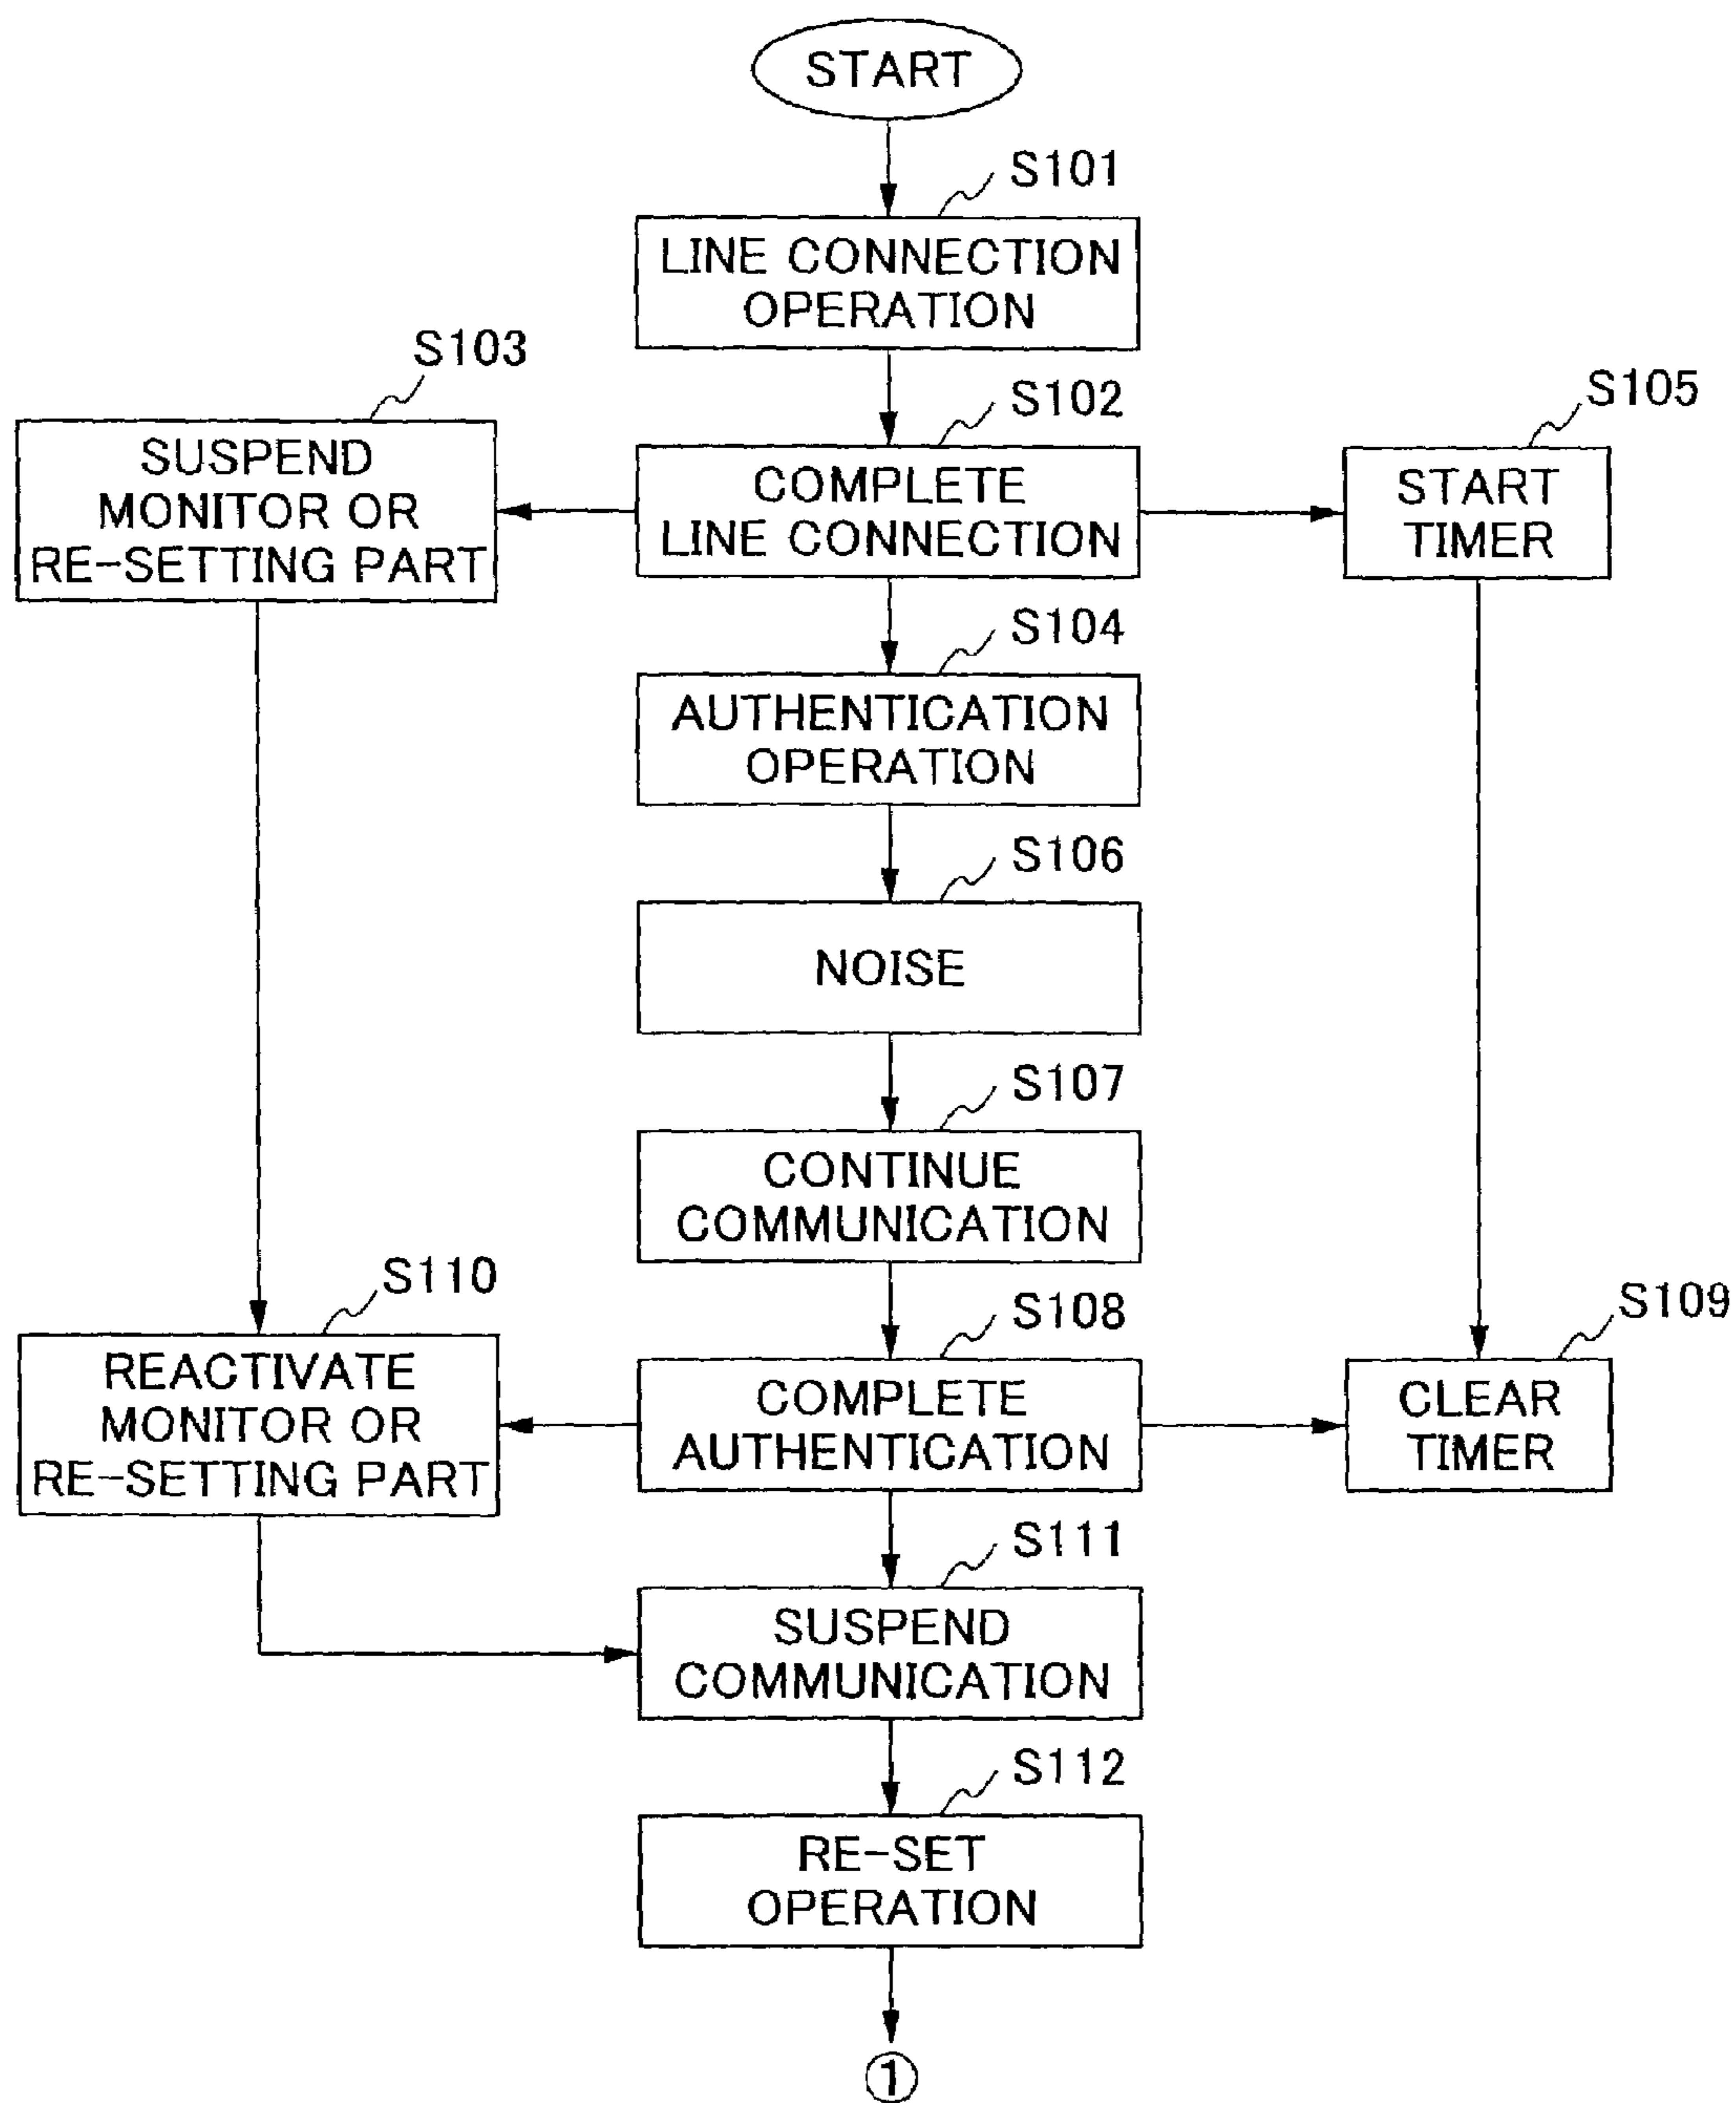 START
S101
LINE CONNECTION
OPERATION
S103
SUSPEND
MONITOR OR
RE-SETTING PART
S102
COMPLETE
LINE CONNECTION
S105
START
TIMER
S104
AUTHENTICATION
OPERATION
S106
NOISE
S107
CONTINUE
COMMUNICATION
S110
REACTIVATE
MONITOR OR
RE-SETTING PART
S108
COMPLETE
AUTHENTICATION
S109
CLEAR
TIMER
S111
SUSPEND
COMMUNICATION
S112
RE-SET
OPERATION
①